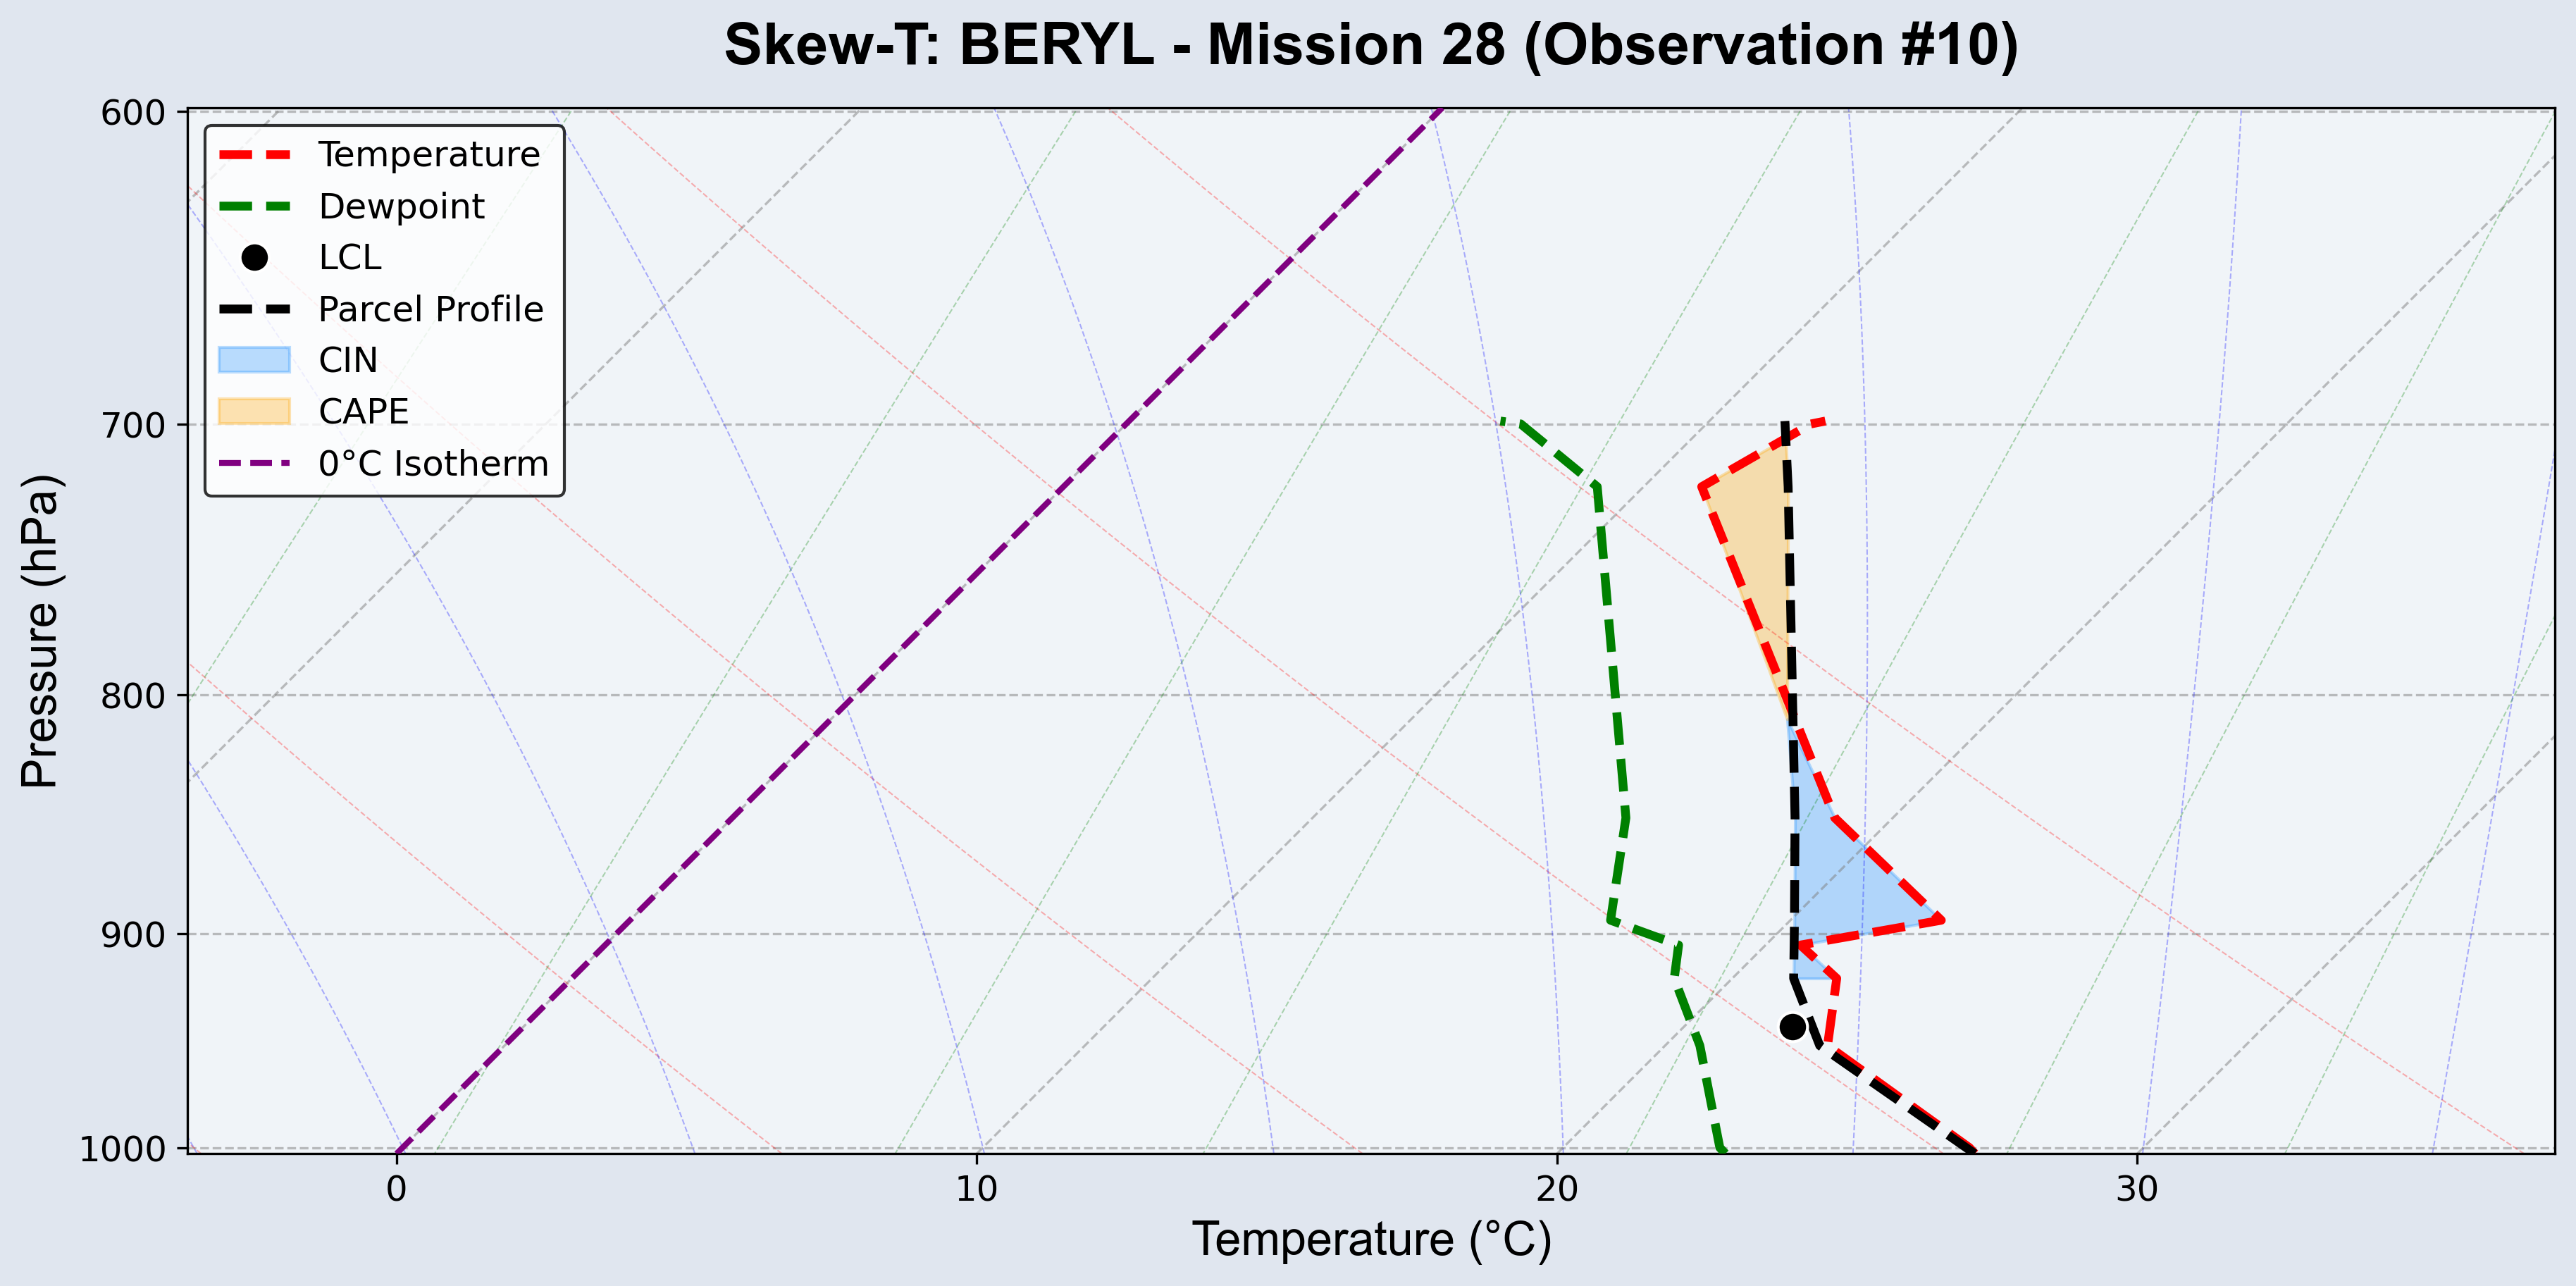 Skew-T: BERYL - Mission 28 (Observation #10)
Temperature
Dewpoint
LCL
Parcel Profile
CIN
CAPE
0°C Isotherm
600
700
800
900
1000
Pressure (hPa)
0
10
20
30
Temperature (°C)